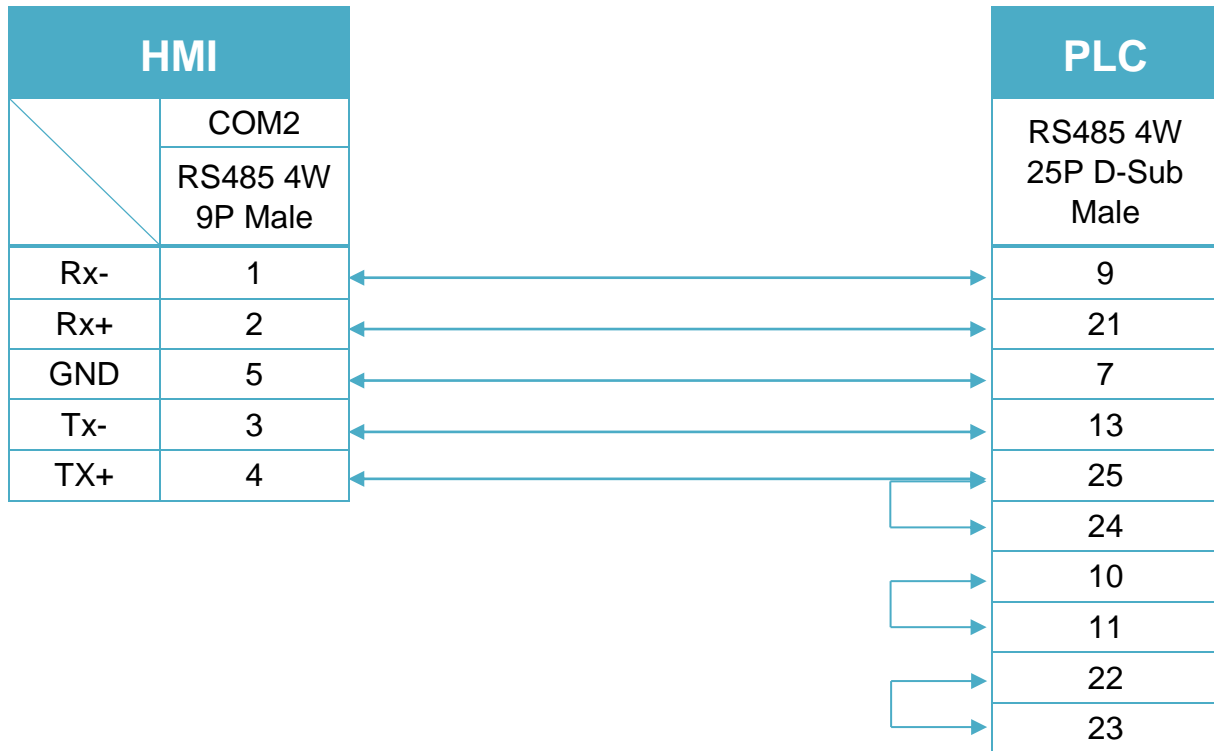 HMI
PLC
COM2
RS485 4W
9P Male
RS485 4W
25P D-Sub
Male
Rx- 1 9
Rx+ 2 21
GND 5 7
Tx- 3 13
TX+ 4 25
24
10
11
22
23